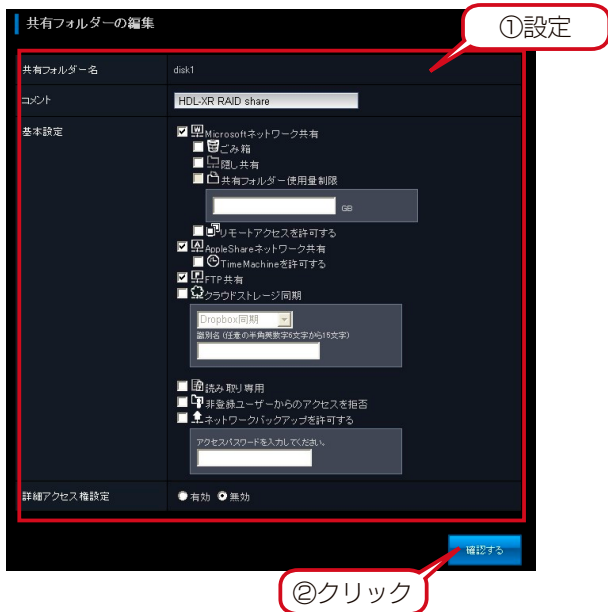 共有フォルダーの編集
①設定
共有フォルダー名 disk1
コメント HDL-XR RAID share
基本設定
Microsoftネットワーク共有
ごみ箱
隠し共有
共有フォルダー使用量制限
GB
リモートアクセスを許可する
AppleShareネットワーク共有
TimeMachineを許可する
FTP共有
クラウドストレージ同期
Dropbox同期
識別名(任意の半角英数字6文字から15文字)
読み取り専用
非登録ユーザーからのアクセスを拒否
ネットワークバックアップを許可する
アクセスパスワードを入力してください。
詳細アクセス権設定 有効 無効
確認する
②クリック